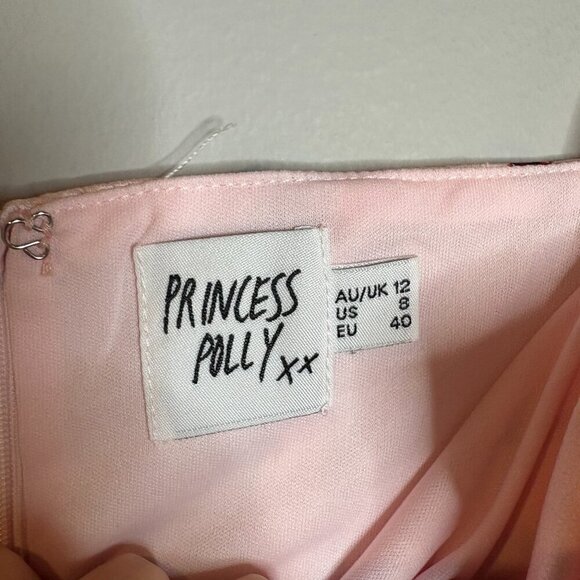 PRINCESS
POLLY xx
AU/UK 12
US 8
EU 40